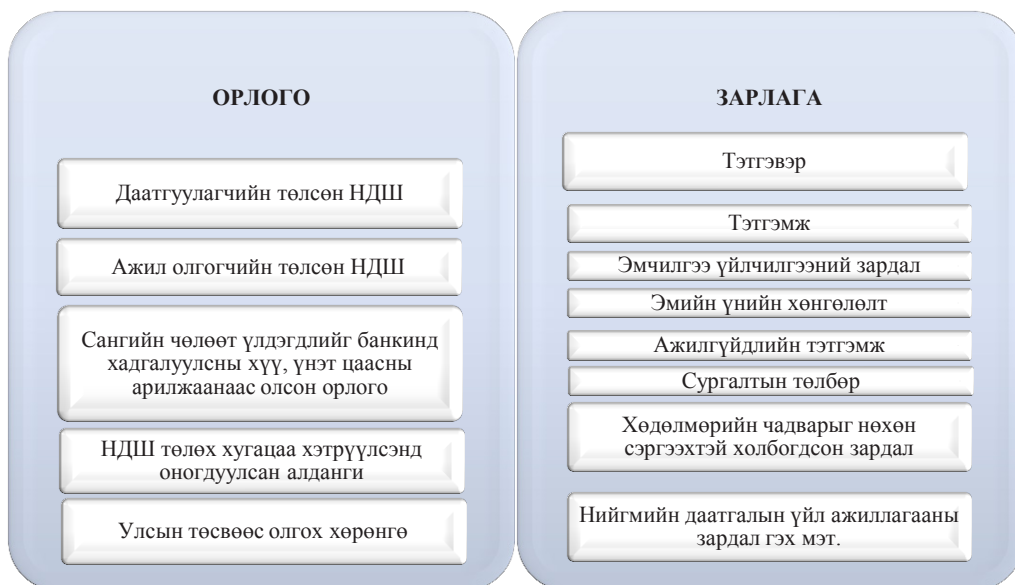 ОРЛОГО
Даатгуулагчийн төлсөн НДШ
Ажил олгогчийн төлсөн НДШ
Сангийн чөлөөт үлдэгдлийг банкинд
хадгалуулсны хүү, үнэт цаасны
арилжаанаас олсон орлого
НДШ төлөх хугацаа хэтрүүлсэнд
оногдуулсан алданги
Улсын төсвөөс олгох хөрөнгө
ЗАРЛАГА
Тэтгэвэр
Тэтгэмж
Эмчилгээ үйлчилгээний зардал
Эмийн үнийн хөнгөлөлт
Ажилгүйдлийн тэтгэмж
Сургалтын төлбөр
Хөдөлмөрийн чадварыг нөхөн
сэргээхтэй холбогдсон зардал
Нийгмийн даатгалын үйл ажиллагааны
зардал гэх мэт.